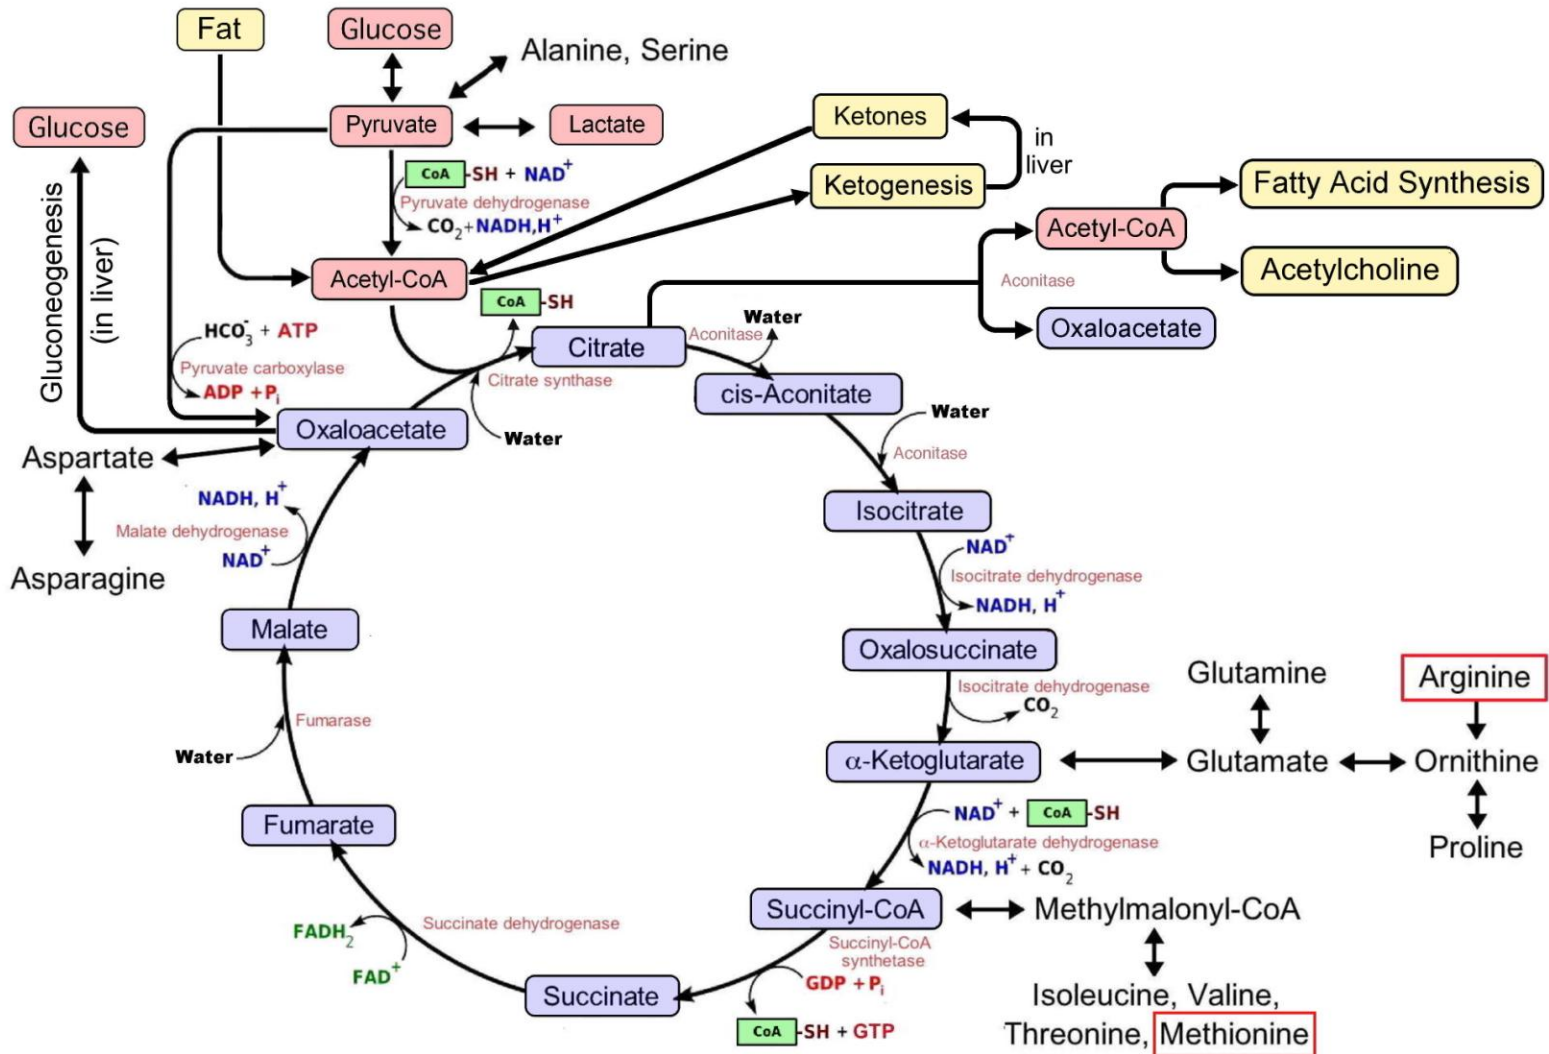 Fat
Glucose
Alanine, Serine
Glucose
Pyruvate
Lactate
Ketones
in
liver
CoA-SH + NAD+
Pyruvate dehydrogenase
CO2+NADH,H+
Ketogenesis
Fatty Acid Synthesis
Acetyl-CoA
Acetylcholine
Aconitase
Oxaloacetate
Gluconeogenesis
(in liver)
Acetyl-CoA
CoA-SH
HCO3- + ATP
Pyruvate carboxylase
ADP + Pi
Citrate
Aconitase
Water
Citrate synthase
Water
cis-Aconitate
Water
Aconitase
Oxaloacetate
Aspartate
Asparagine
NADH, H+
Malate dehydrogenase
NAD+
Isocitrate
NAD+
Isocitrate dehydrogenase
NADH, H+
Malate
Oxalosuccinate
Isocitrate dehydrogenase
CO2
Glutamine
Arginine
Fumarase
Water
α-Ketoglutarate
Glutamate
Ornithine
Proline
NAD+ + CoA-SH
α-Ketoglutarate dehydrogenase
NADH, H+ + CO2
Fumarate
Succinyl-CoA
Methylmalonyl-CoA
Succinate dehydrogenase
FADH2
FAD+
Succinyl-CoA
synthetase
GDP + Pi
Succinate
CoA-SH + GTP
Isoleucine, Valine,
Threonine, Methionine